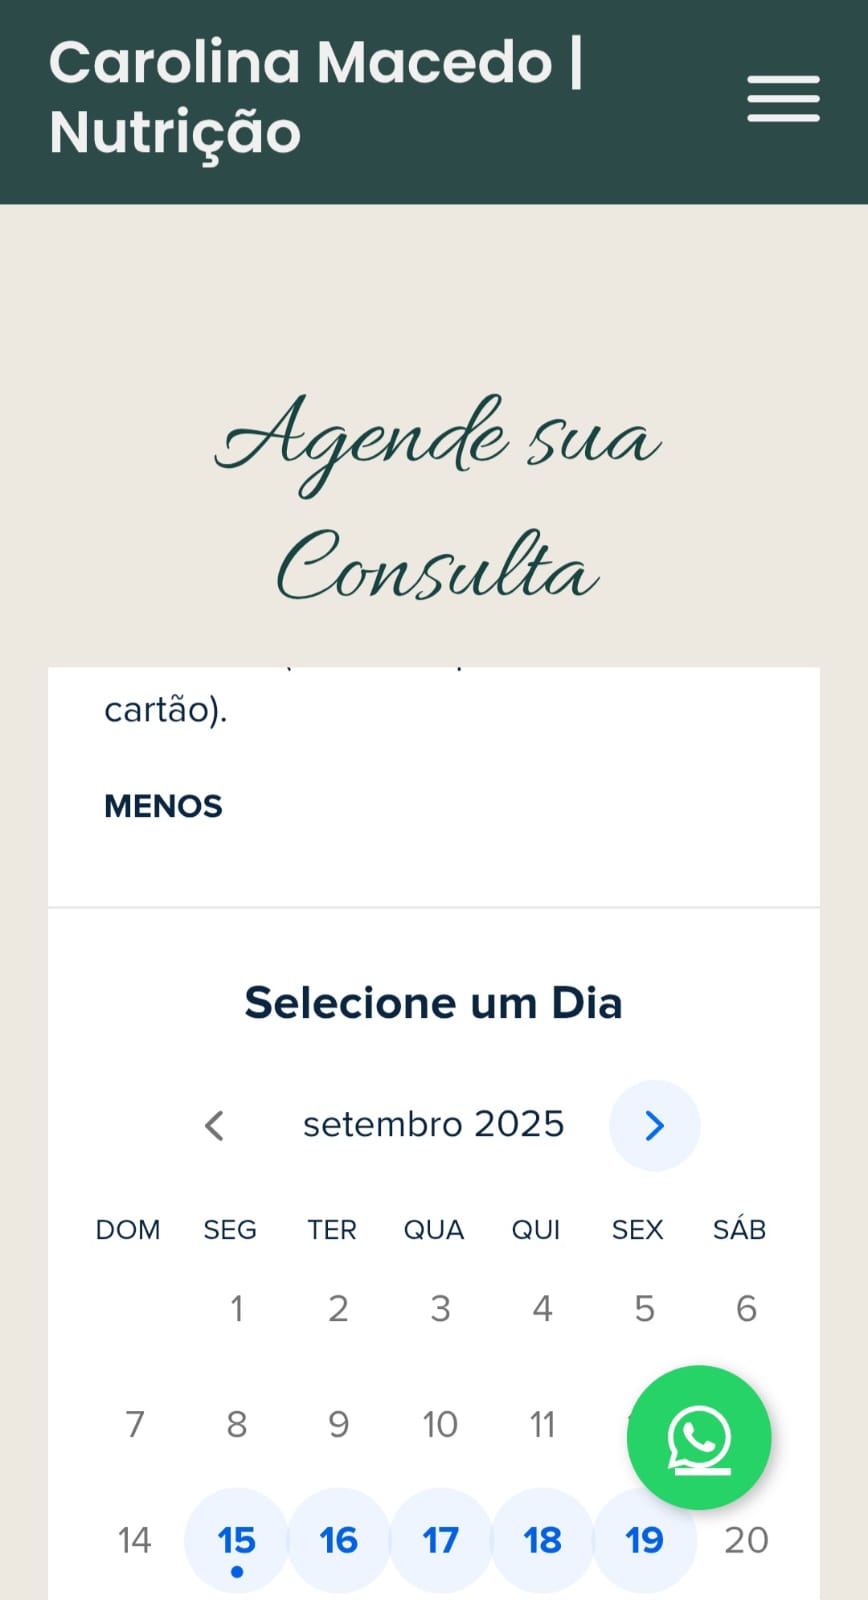 Carolina Macedo |
Nutrição
Agende sua
Consulta
cartão).
MENOS
Selecione um Dia
setembro 2025
DOM SEG TER QUA QUI SEX SÁB
1 2 3 4 5 6
7 8 9 10 11
14 15 16 17 18 19 20